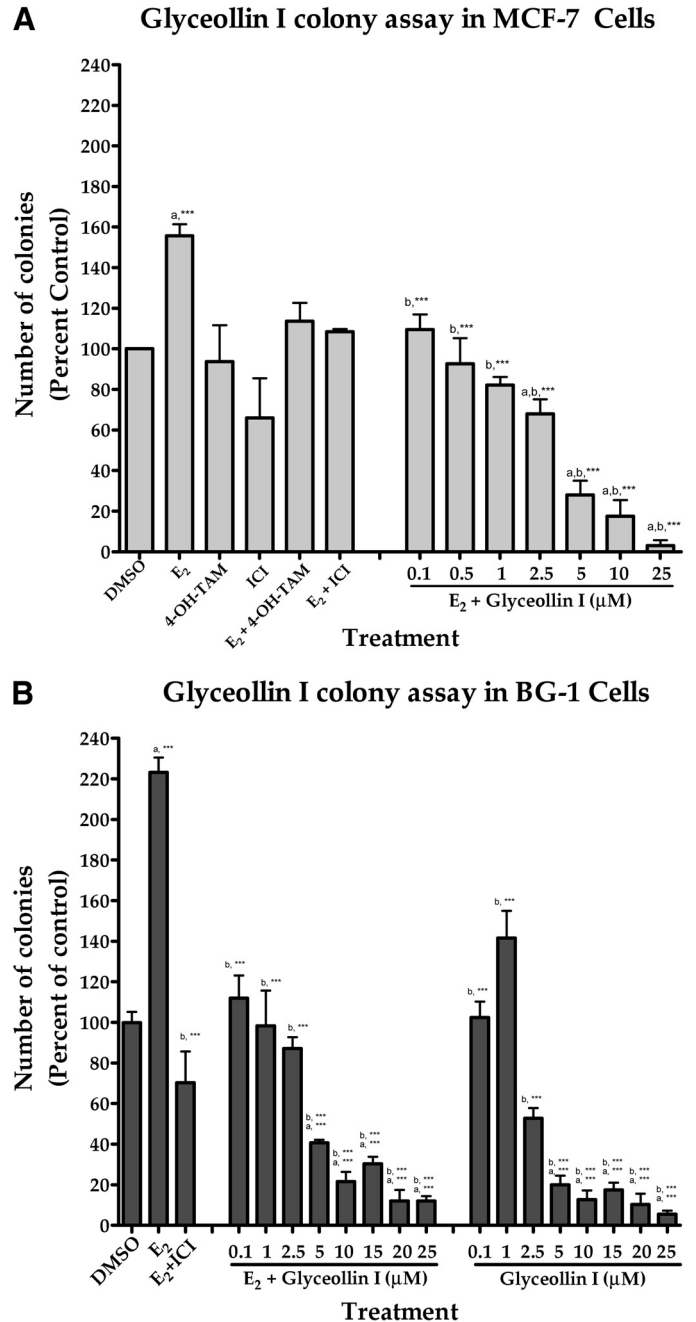 A
Glyceollin I colony assay in MCF-7 Cells
Number of colonies
(Percent Control)
240
220
200
180
160
140
120
100
80
60
40
20
0
a,***
b,***
b,***
b,***
a,b,***
a,b,***
a,b,***
a,b,***
DMSO
E₂
4-OH-TAM
ICI
E₂ + 4-OH-TAM
E₂ + ICI
0.1 0.5 1 2.5 5 10 25
E₂ + Glyceollin I (µM)
Treatment
B
Glyceollin I colony assay in BG-1 Cells
Number of colonies
(Percent of control)
240
220
200
180
160
140
120
100
80
60
40
20
0
a, ***
b, ***
b, ***
b, ***
b, ***
b, ***
a, ***
b, ***
a, ***
b, ***
a, ***
b, ***
a, ***
b, ***
a, ***
b, ***
b, ***
b, ***
b, ***
a, ***
b, ***
a, ***
b, ***
a, ***
b, ***
a, ***
b, ***
a, ***
DMSO
E₂
E₂+ICI
0.1 1 2.5 5 10 15 20 25
E₂ + Glyceollin I (µM)
0.1 1 2.5 5 10 15 20 25
Glyceollin I (µM)
Treatment